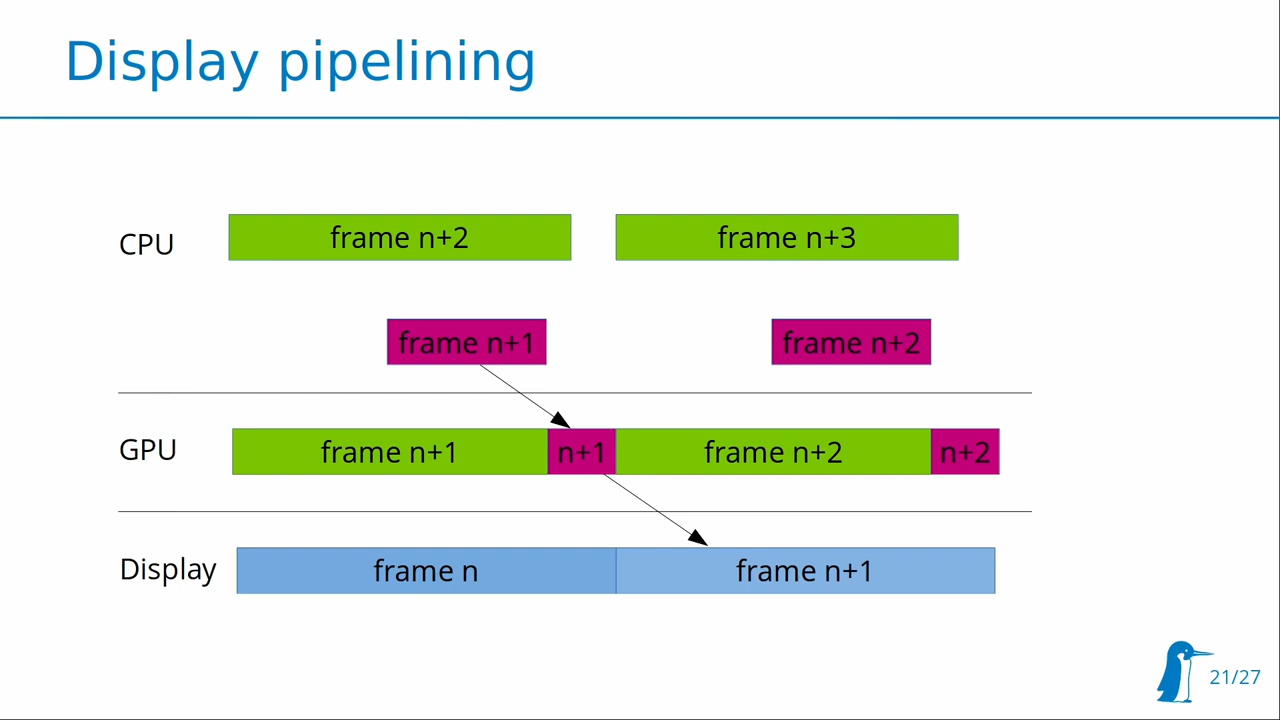 Display pipelining
CPU
frame n+2
frame n+3
frame n+1
frame n+2
GPU
frame n+1
n+1
frame n+2
n+2
Display
frame n
frame n+1
21/27